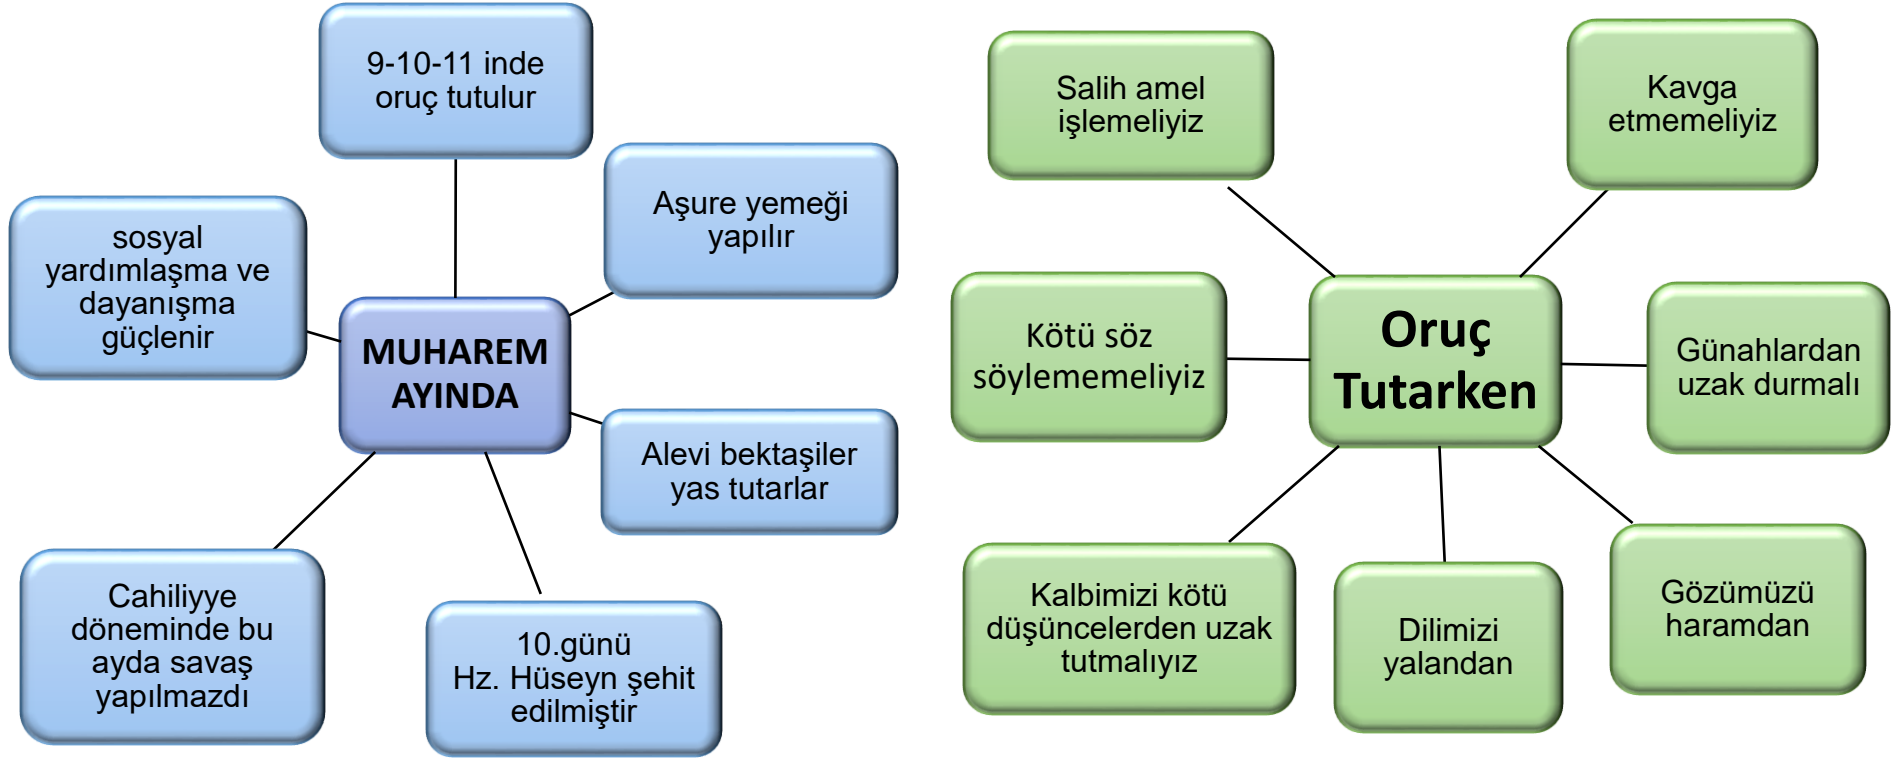 9-10-11 inde
oruç tutulur
Aşure yemeği
yapılır
sosyal
yardımlaşma ve
dayanışma
güçlenir
MUHAREM
AYINDA
Alevi bektaşiler
yas tutarlar
Cahiliyye
döneminde bu
ayda savaş
yapılmazdı
10.günü
Hz. Hüseyn şehit
edilmiştir
Salih amel
işlemeliyiz
Kavga
etmemeliyiz
Kötü söz
söylememeliyiz
Oruç
Tutarken
Günahlardan
uzak durmalı
Kalbimizi kötü
düşüncelerden uzak
tutmalıyız
Dilimizi
yalandan
Gözümüzü
haramdan